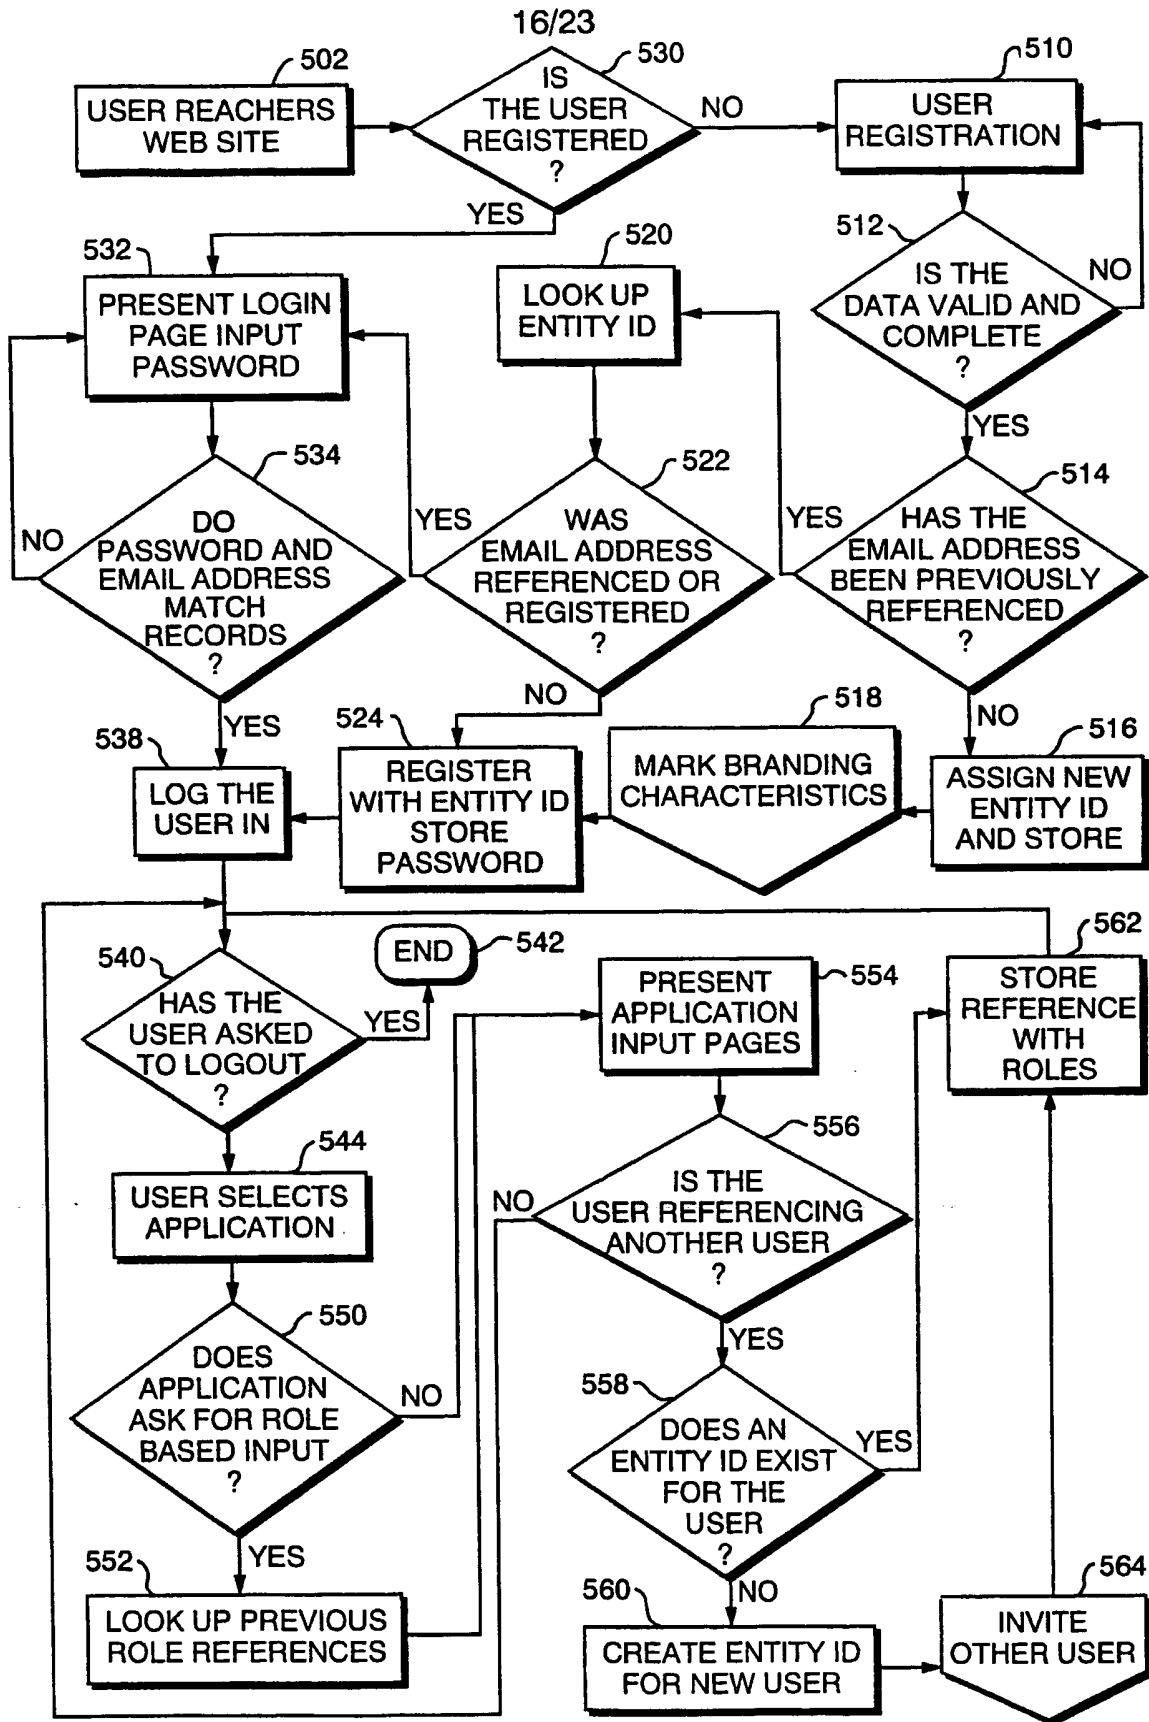 16/23
502
USER REACHERS
WEB SITE
530
IS
THE USER
REGISTERED
?
NO
YES
510
USER
REGISTRATION
512
IS THE
DATA VALID AND
COMPLETE
?
NO
YES
532
PRESENT LOGIN
PAGE INPUT
PASSWORD
520
LOOK UP
ENTITY ID
534
DO
PASSWORD AND
EMAIL ADDRESS
MATCH
RECORDS
?
NO
YES
522
WAS
EMAIL ADDRESS
REFERENCED OR
REGISTERED
?
YES
NO
514
HAS THE
EMAIL ADDRESS
BEEN PREVIOUSLY
REFERENCED
?
YES
NO
538
LOG THE
USER IN
524
REGISTER
WITH ENTITY ID
STORE
PASSWORD
518
MARK BRANDING
CHARACTERISTICS
516
ASSIGN NEW
ENTITY ID
AND STORE
540
HAS THE
USER ASKED
TO LOGOUT
?
YES
END
542
544
USER SELECTS
APPLICATION
550
DOES
APPLICATION
ASK FOR ROLE
BASED INPUT
?
NO
YES
552
LOOK UP PREVIOUS
ROLE REFERENCES
554
PRESENT
APPLICATION
INPUT PAGES
556
IS THE
USER REFERENCING
ANOTHER USER
?
NO
YES
558
DOES AN
ENTITY ID EXIST
FOR THE
USER
?
YES
NO
560
CREATE ENTITY ID
FOR NEW USER
562
STORE
REFERENCE
WITH
ROLES
564
INVITE
OTHER USER